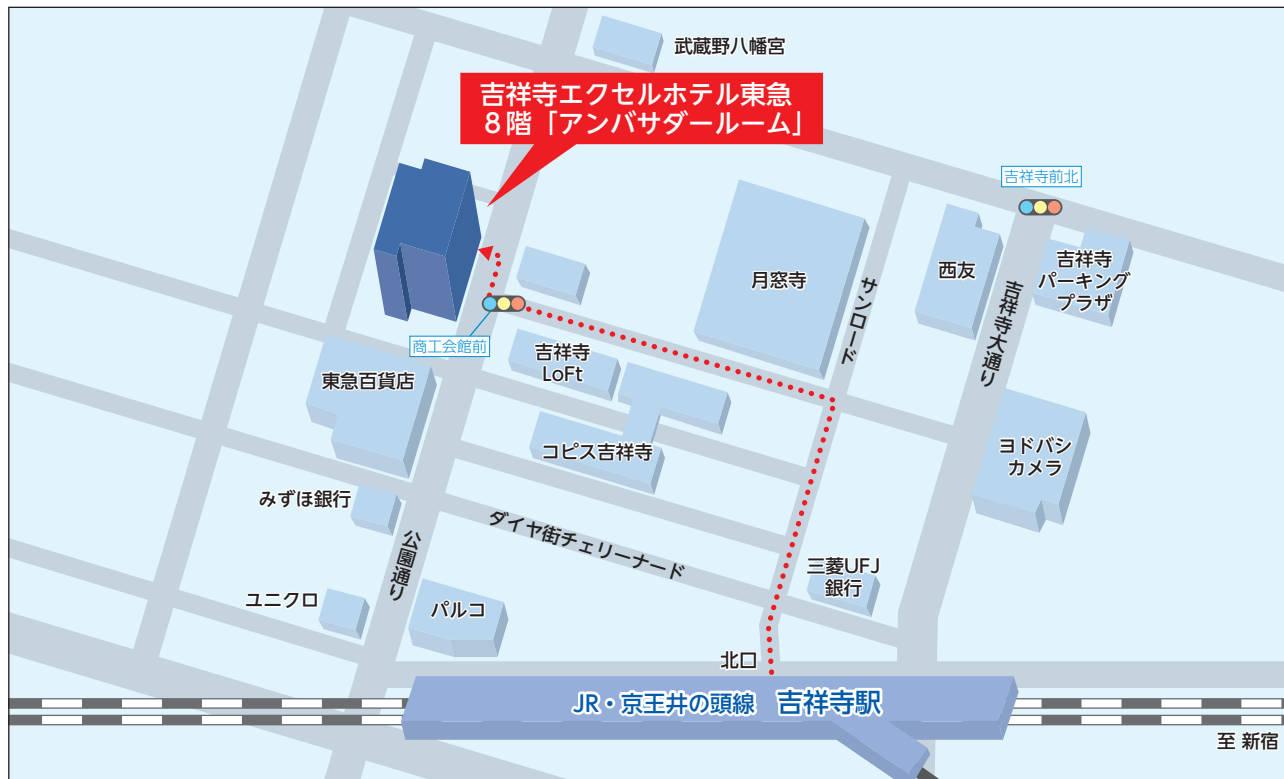 武蔵野八幡宮
吉祥寺エクセルホテル東急
8階「アンバサダールーム」
吉祥寺前北
月窓寺
サンロード
西友
吉祥寺
パーキング
プラザ
吉祥寺大通り
商工会館前
吉祥寺
LoFt
東急百貨店
コピス吉祥寺
ヨドバシ
カメラ
みずほ銀行
ダイヤ街チェリーナード
公園通り
三菱UFJ
銀行
ユニクロ
パルコ
北口
JR・京王井の頭線 吉祥寺駅
至 新宿